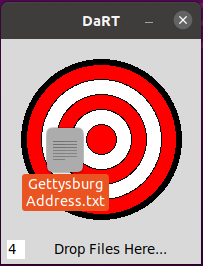 DaRT
Gettysburg
Address.txt
4 Drop Files Here...